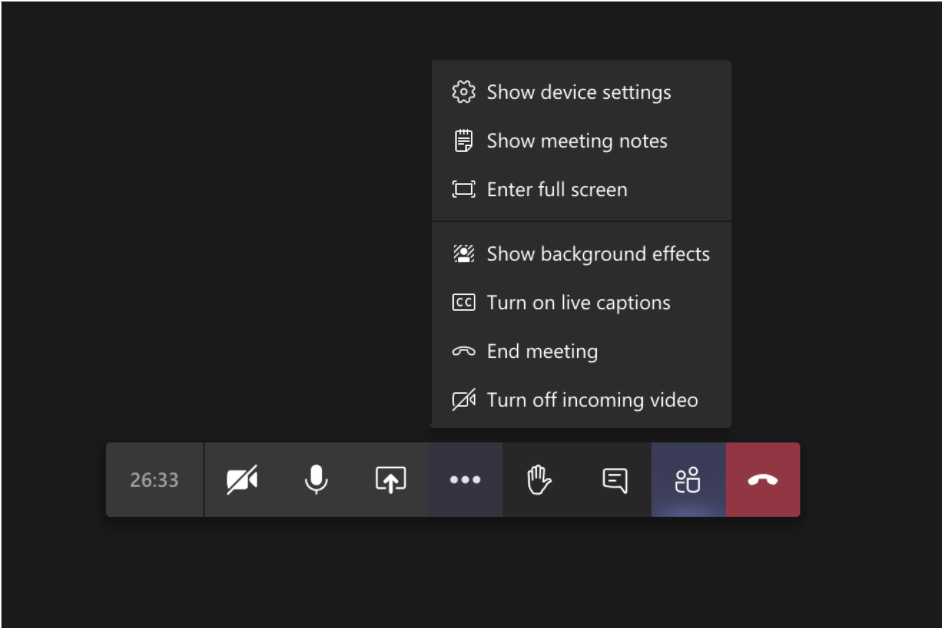 Show device settings
Show meeting notes
Enter full screen
Show background effects
CC Turn on live captions
End meeting
Turn off incoming video
26:33